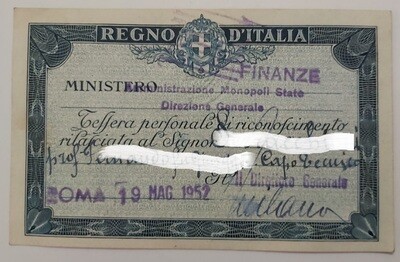 REGNO D'ITALIA
MINISTERO FINANZE
Amministrazione Monopoli Stato
Direzione Generale
Tessera personale di riconoscimento
rilasciata al Signor
prof.
ROMA 19 MAG 1952
Il Direttore Generale